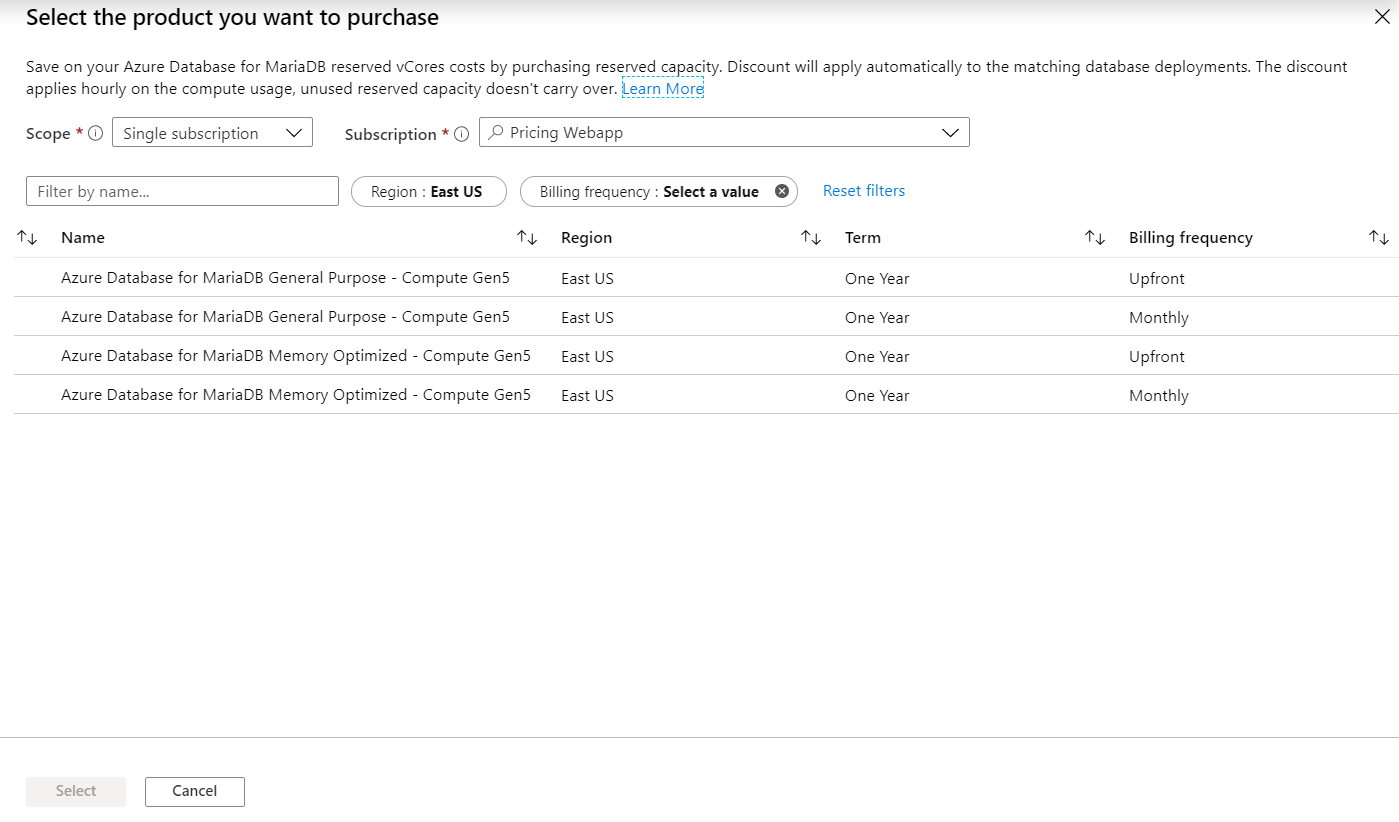 Select the product you want to purchase
Save on your Azure Database for MariaDB reserved vCores costs by purchasing reserved capacity. Discount will apply automatically to the matching database deployments. The discount
applies hourly on the compute usage, unused reserved capacity doesn't carry over. Learn More
Scope * Single subscription Subscription * Pricing Webapp
Filter by name... Region : East US Billing frequency : Select a value Reset filters
Name Region Term Billing frequency
Azure Database for MariaDB General Purpose - Compute Gen5 East US One Year Upfront
Azure Database for MariaDB General Purpose - Compute Gen5 East US One Year Monthly
Azure Database for MariaDB Memory Optimized - Compute Gen5 East US One Year Upfront
Azure Database for MariaDB Memory Optimized - Compute Gen5 East US One Year Monthly
Select Cancel